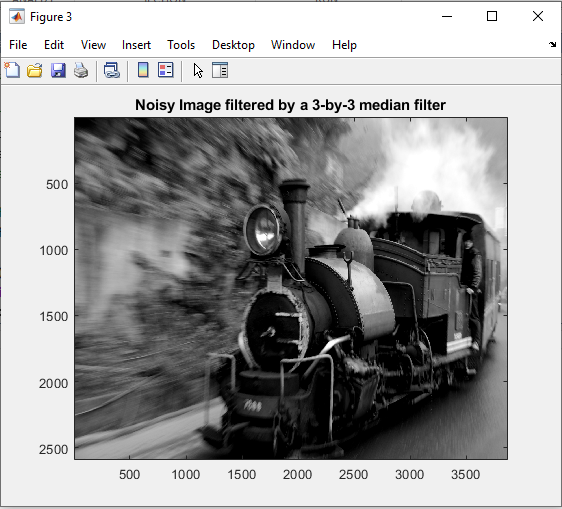 Figure 3
File Edit View Insert Tools Desktop Window Help
Noisy Image filtered by a 3-by-3 median filter
500
1000
1500
2000
2500
500 1000 1500 2000 2500 3000 3500